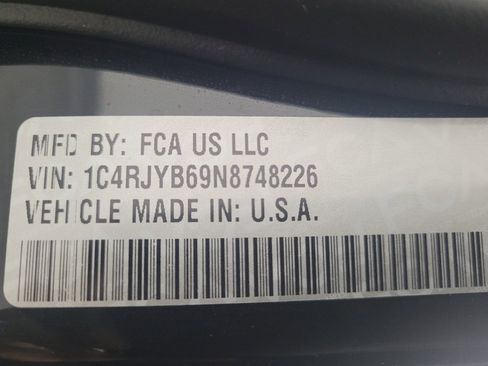 MFD BY: FCA US LLC
VIN: 1C4RJYB69N8748226
VEHICLE MADE IN: U.S.A.